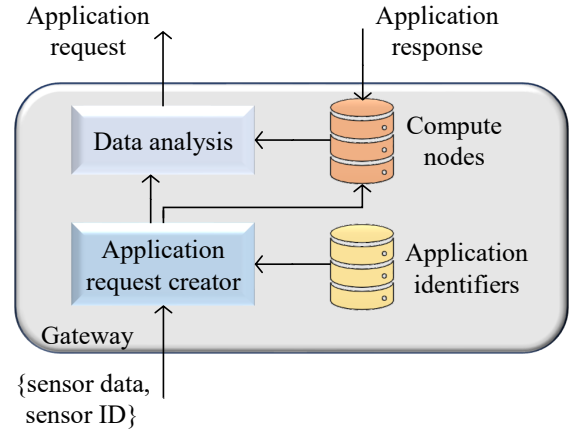 Application
request
Application
response
Data analysis
Compute
nodes
Application
request creator
Application
identifiers
Gateway
{sensor data,
sensor ID}